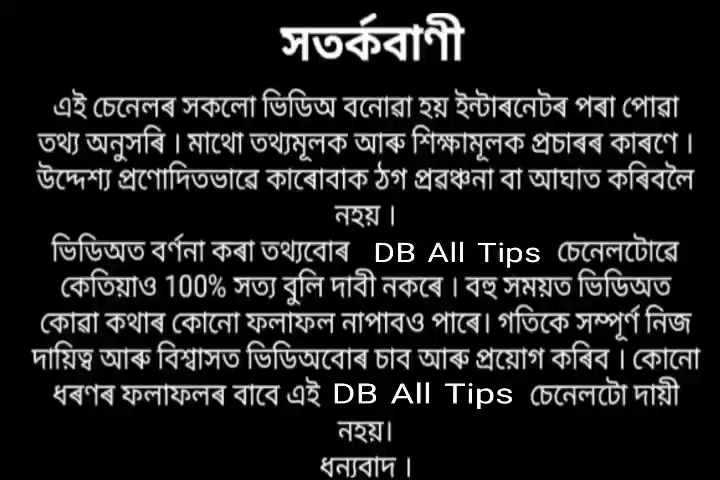 সতৰ্কবাণী
এই চেনেলৰ সকলো ভিডিঅ বনোৱা হয় ইন্টাৰনেটৰ পৰা পোৱা
তথ্য অনুসৰি । মাথো তথ্যমূলক আৰু শিক্ষামূলক প্ৰচাৰৰ কাৰণে ।
উদ্দেশ্য প্ৰণোদিতভাৱে কাৰোবাক ঠগ প্ৰৱঞ্চনা বা আঘাত কৰিবলৈ
নহয় ।
ভিডিঅত বৰ্ণনা কৰা তথ্যবোৰ DB All Tips চেনেলটোৱে
কেতিয়াও 100% সত্য বুলি দাবী নকৰে । বহু সময়ত ভিডিঅত
কোৱা কথাৰ কোনো ফলাফল নাপাবও পাৰে। গতিকে সম্পূৰ্ণ নিজ
দায়িত্ব আৰু বিশ্বাসত ভিডিঅবোৰ চাব আৰু প্ৰয়োগ কৰিব । কোনো
ধৰণৰ ফলাফলৰ বাবে এই DB All Tips চেনেলটো দায়ী
নহয়।
ধন্যবাদ ।